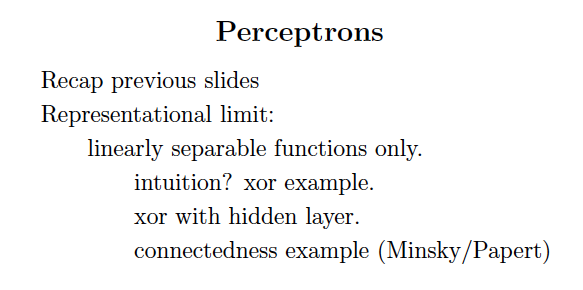 Perceptrons
Recap previous slides
Representational limit:
linearly separable functions only.
intuition? xor example.
xor with hidden layer.
connectedness example (Minsky/Papert)